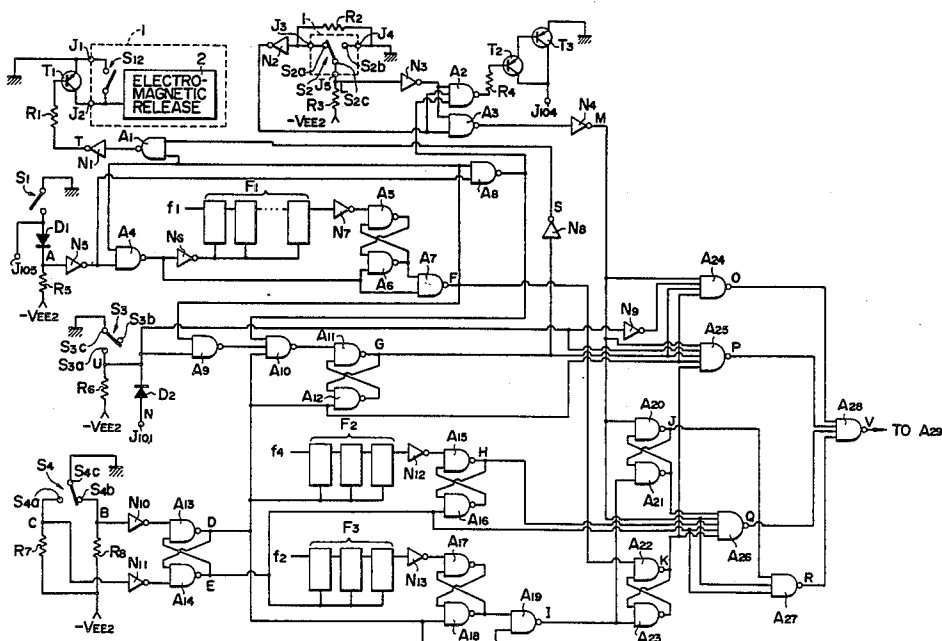 J1
S12
1
2
ELECTRO-
MAGNETIC
RELEASE
T1
J2
R1
T
N1
A1
J3
1
R2
J4
N2
S2a
S2b
S2
J5
S2c
R3
-VEE2
N3
A2
R4
T2
T3
J104
A3
N4
M
A8
S1
D1
J105
A
N5
R5
-VEE2
A4
N6
f1
F1
N7
A5
A6
A7
F
S
N8
S3
S3b
S3c
S3a
U
R6
-VEE2
D2
N
J101
A9
A10
A11
G
A12
N9
A24
O
A25
P
A28
V
TO A29
S4
S4c
S4a
S4b
C
B
R7
R8
-VEE2
N10
A13
D
N11
A14
E
f4
F2
N12
A15
H
A16
f2
F3
N13
A17
A18
A19
I
A20
J
A21
A22
K
A23
Q
A26
R
A27